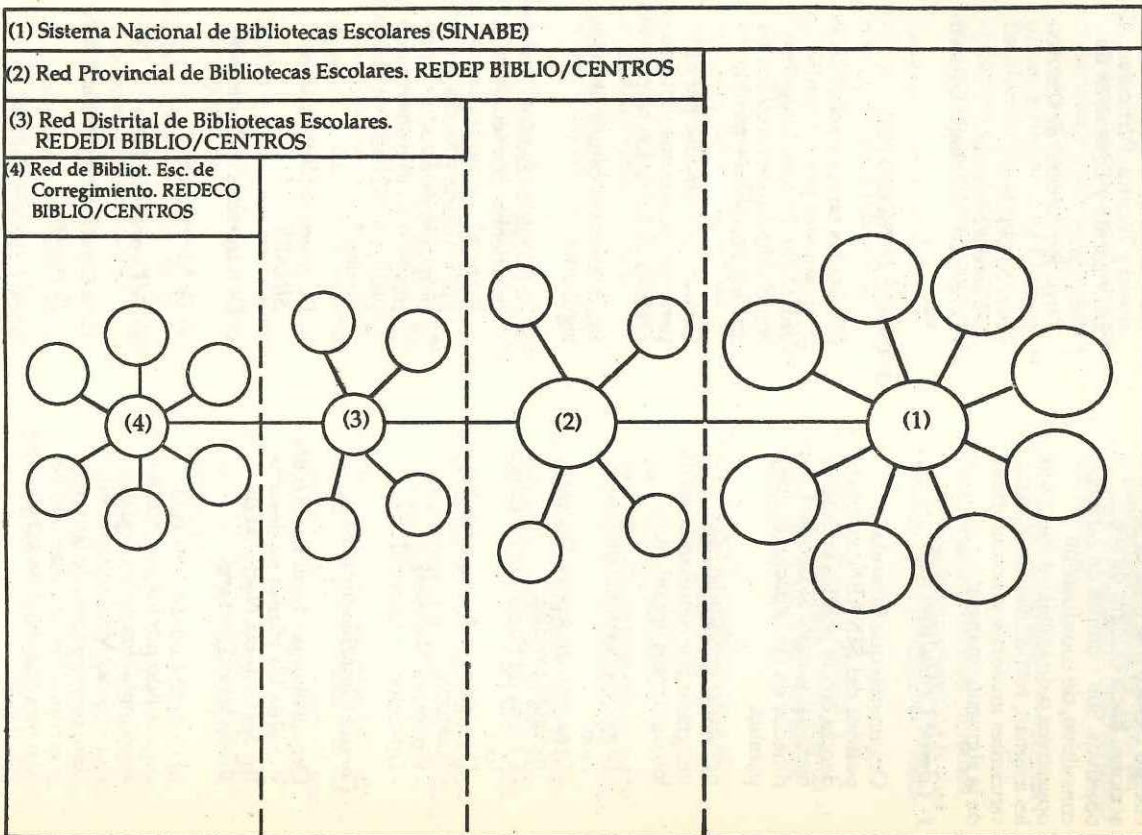 (1) Sistema Nacional de Bibliotecas Escolares (SINABE)
(2) Red Provincial de Bibliotecas Escolares. REDEP BIBLIO/CENTROS
(3) Red Distrital de Bibliotecas Escolares.
REDEDI BIBLIO/CENTROS
(4) Red de Bibliot. Esc. de
Corregimiento. REDECO
BIBLIO/CENTROS
(4)
(3)
(2)
(1)